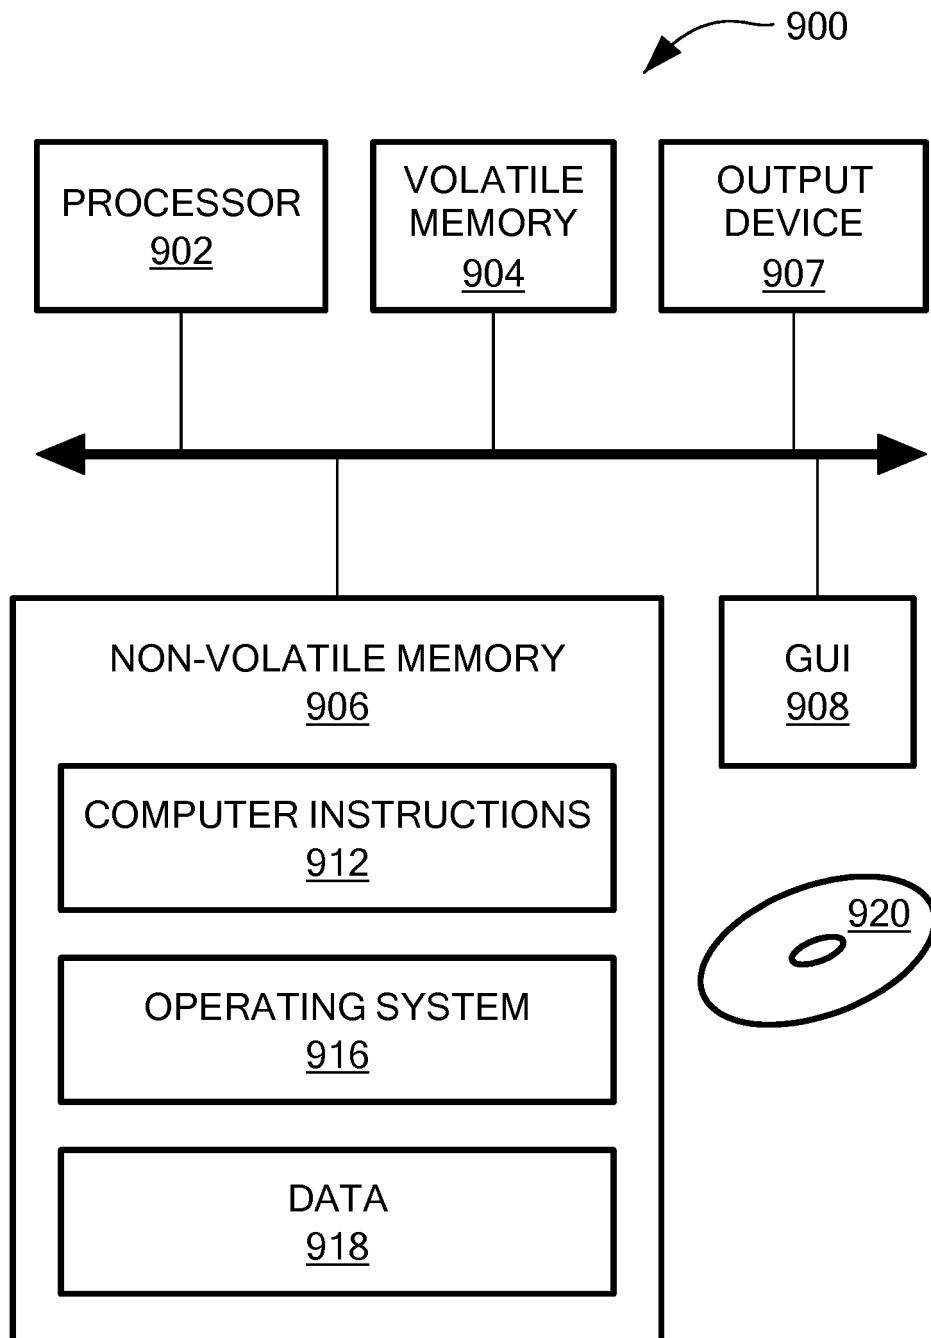 900
PROCESSOR
902
VOLATILE
MEMORY
904
OUTPUT
DEVICE
907
NON-VOLATILE MEMORY
906
GUI
908
COMPUTER INSTRUCTIONS
912
920
OPERATING SYSTEM
916
DATA
918